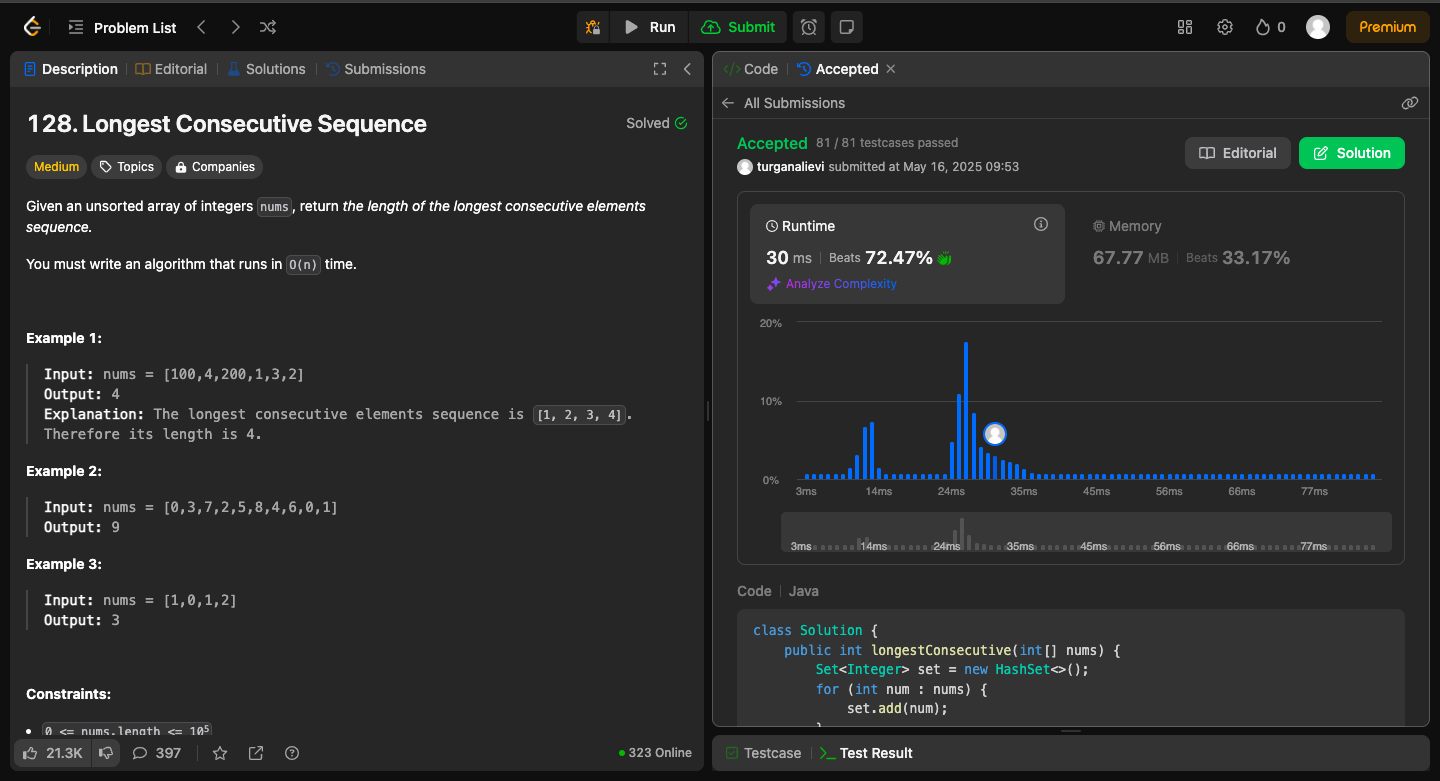 Problem List
Run
Submit
0
Premium
Description
Editorial
Solutions
Submissions
128. Longest Consecutive Sequence
Solved
Medium
Topics
Companies
Given an unsorted array of integers nums, return the length of the longest consecutive elements
sequence.
You must write an algorithm that runs in O(n) time.
Example 1:
Input: nums = [100,4,200,1,3,2]
Output: 4
Explanation: The longest consecutive elements sequence is [1, 2, 3, 4].
Therefore its length is 4.
Example 2:
Input: nums = [0,3,7,2,5,8,4,6,0,1]
Output: 9
Example 3:
Input: nums = [1,0,1,2]
Output: 3
Constraints:
0 <= nums.length <= 10⁵
21.3K
397
323 Online
Code
Accepted
All Submissions
Accepted 81 / 81 testcases passed
turganalievi submitted at May 16, 2025 09:53
Editorial
Solution
Runtime
30 ms | Beats 72.47%
Analyze Complexity
Memory
67.77 MB | Beats 33.17%
20%
10%
0%
3ms 14ms 24ms 35ms 45ms 56ms 66ms 77ms
3ms 14ms 24ms 35ms 45ms 56ms 66ms 77ms
Code | Java
class Solution {
public int longestConsecutive(int[] nums) {
Set<Integer> set = new HashSet<>();
for (int num : nums) {
set.add(num);
}
Testcase
>_ Test Result